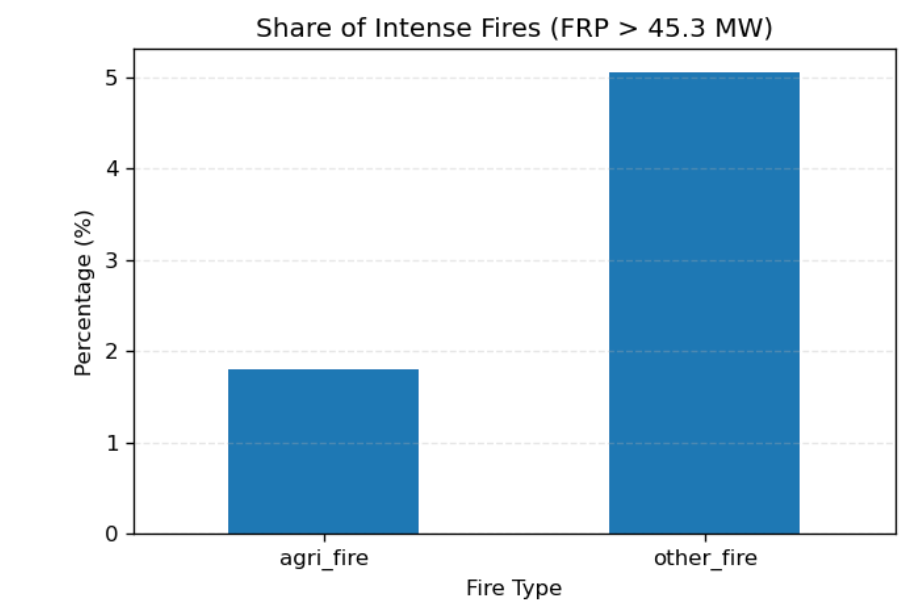 Share of Intense Fires (FRP > 45.3 MW)
5
4
3
2
1
0
Percentage (%)
agri_fire
other_fire
Fire Type